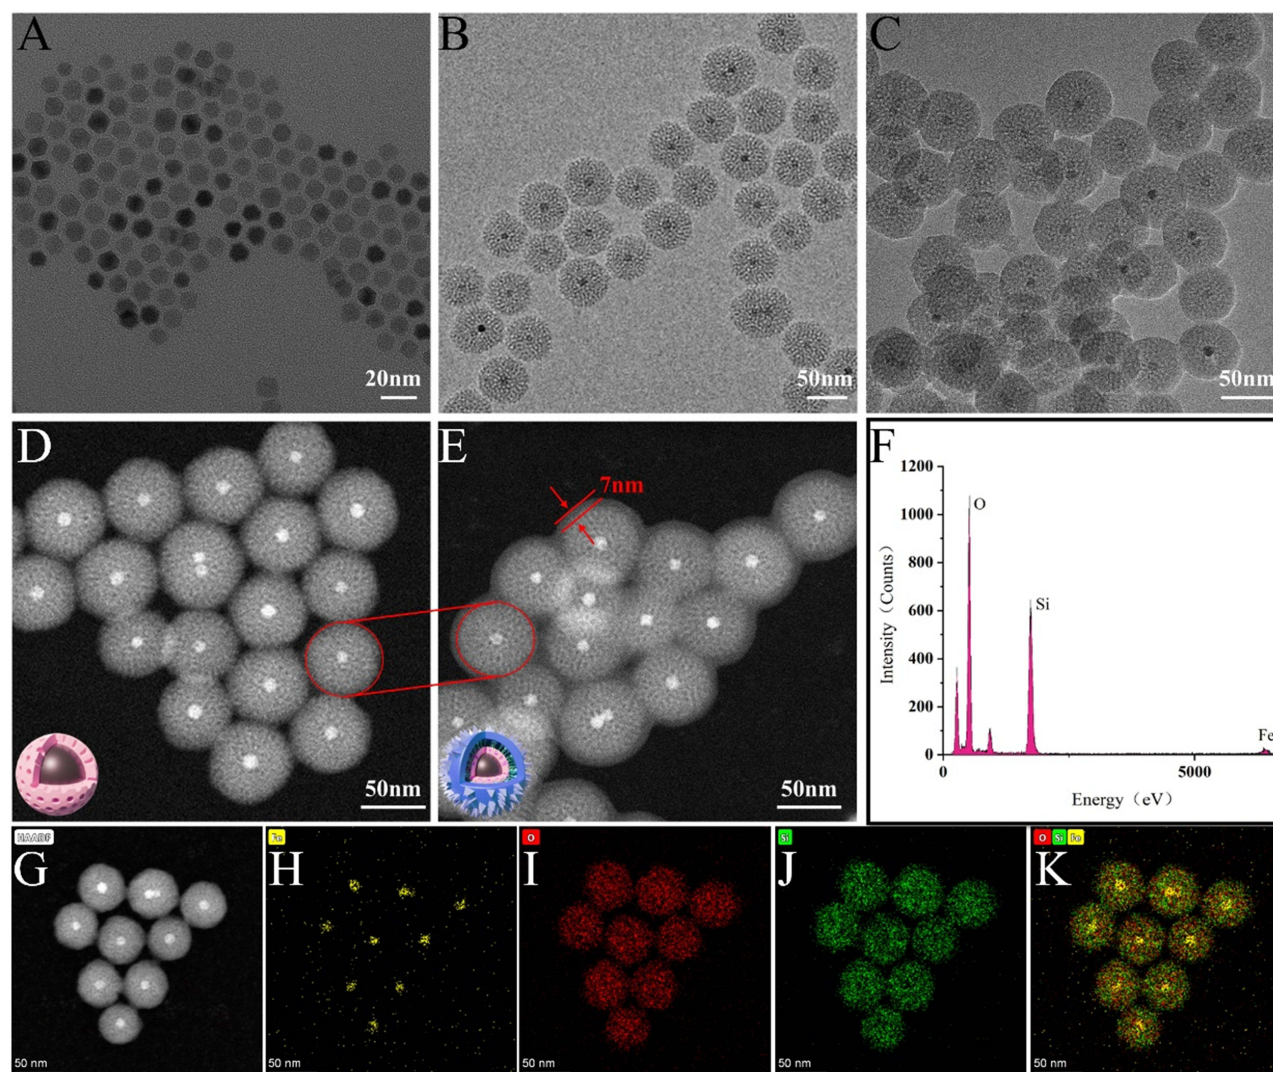 A
20nm
B
50nm
C
50nm
D
50nm
E
7nm
50nm
F
1200
1000
800
600
400
200
0
Intensity（Counts）
O
Si
Fe
0
5000
Energy（eV）
HAADF
G
50 nm
Fe
H
50 nm
O
I
50 nm
Si
J
50 nm
O Si Fe
K
50 nm